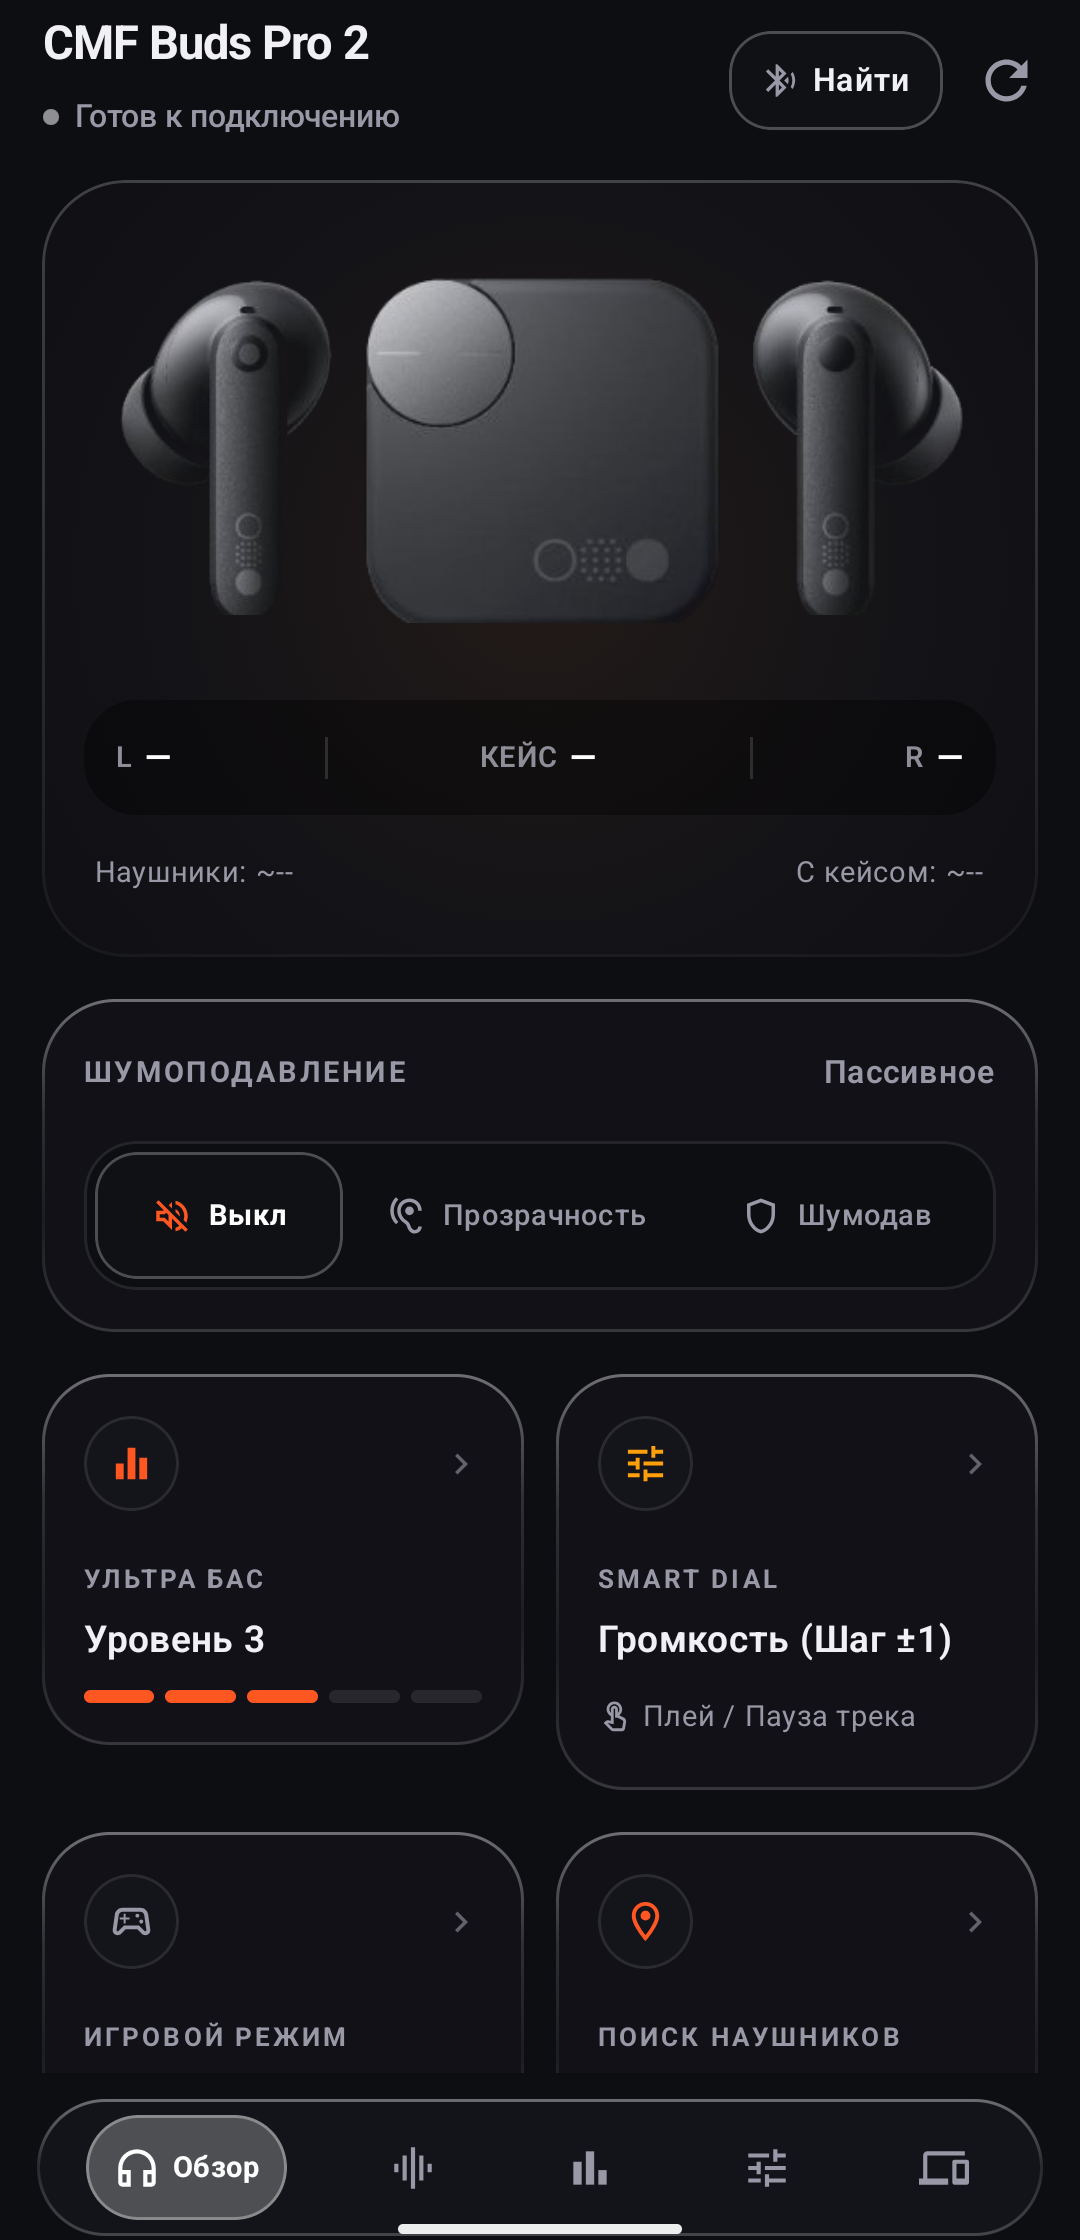 CMF Buds Pro 2
Готов к подключению
Найти
L — КЕЙС — R —
Наушники: ~-- С кейсом: ~--
ШУМОПОДАВЛЕНИЕ Пассивное
Выкл Прозрачность Шумодав
УЛЬТРА БАС
Уровень 3
SMART DIAL
Громкость (Шаг ±1)
Плей / Пауза трека
ИГРОВОЙ РЕЖИМ
ПОИСК НАУШНИКОВ
Обзор